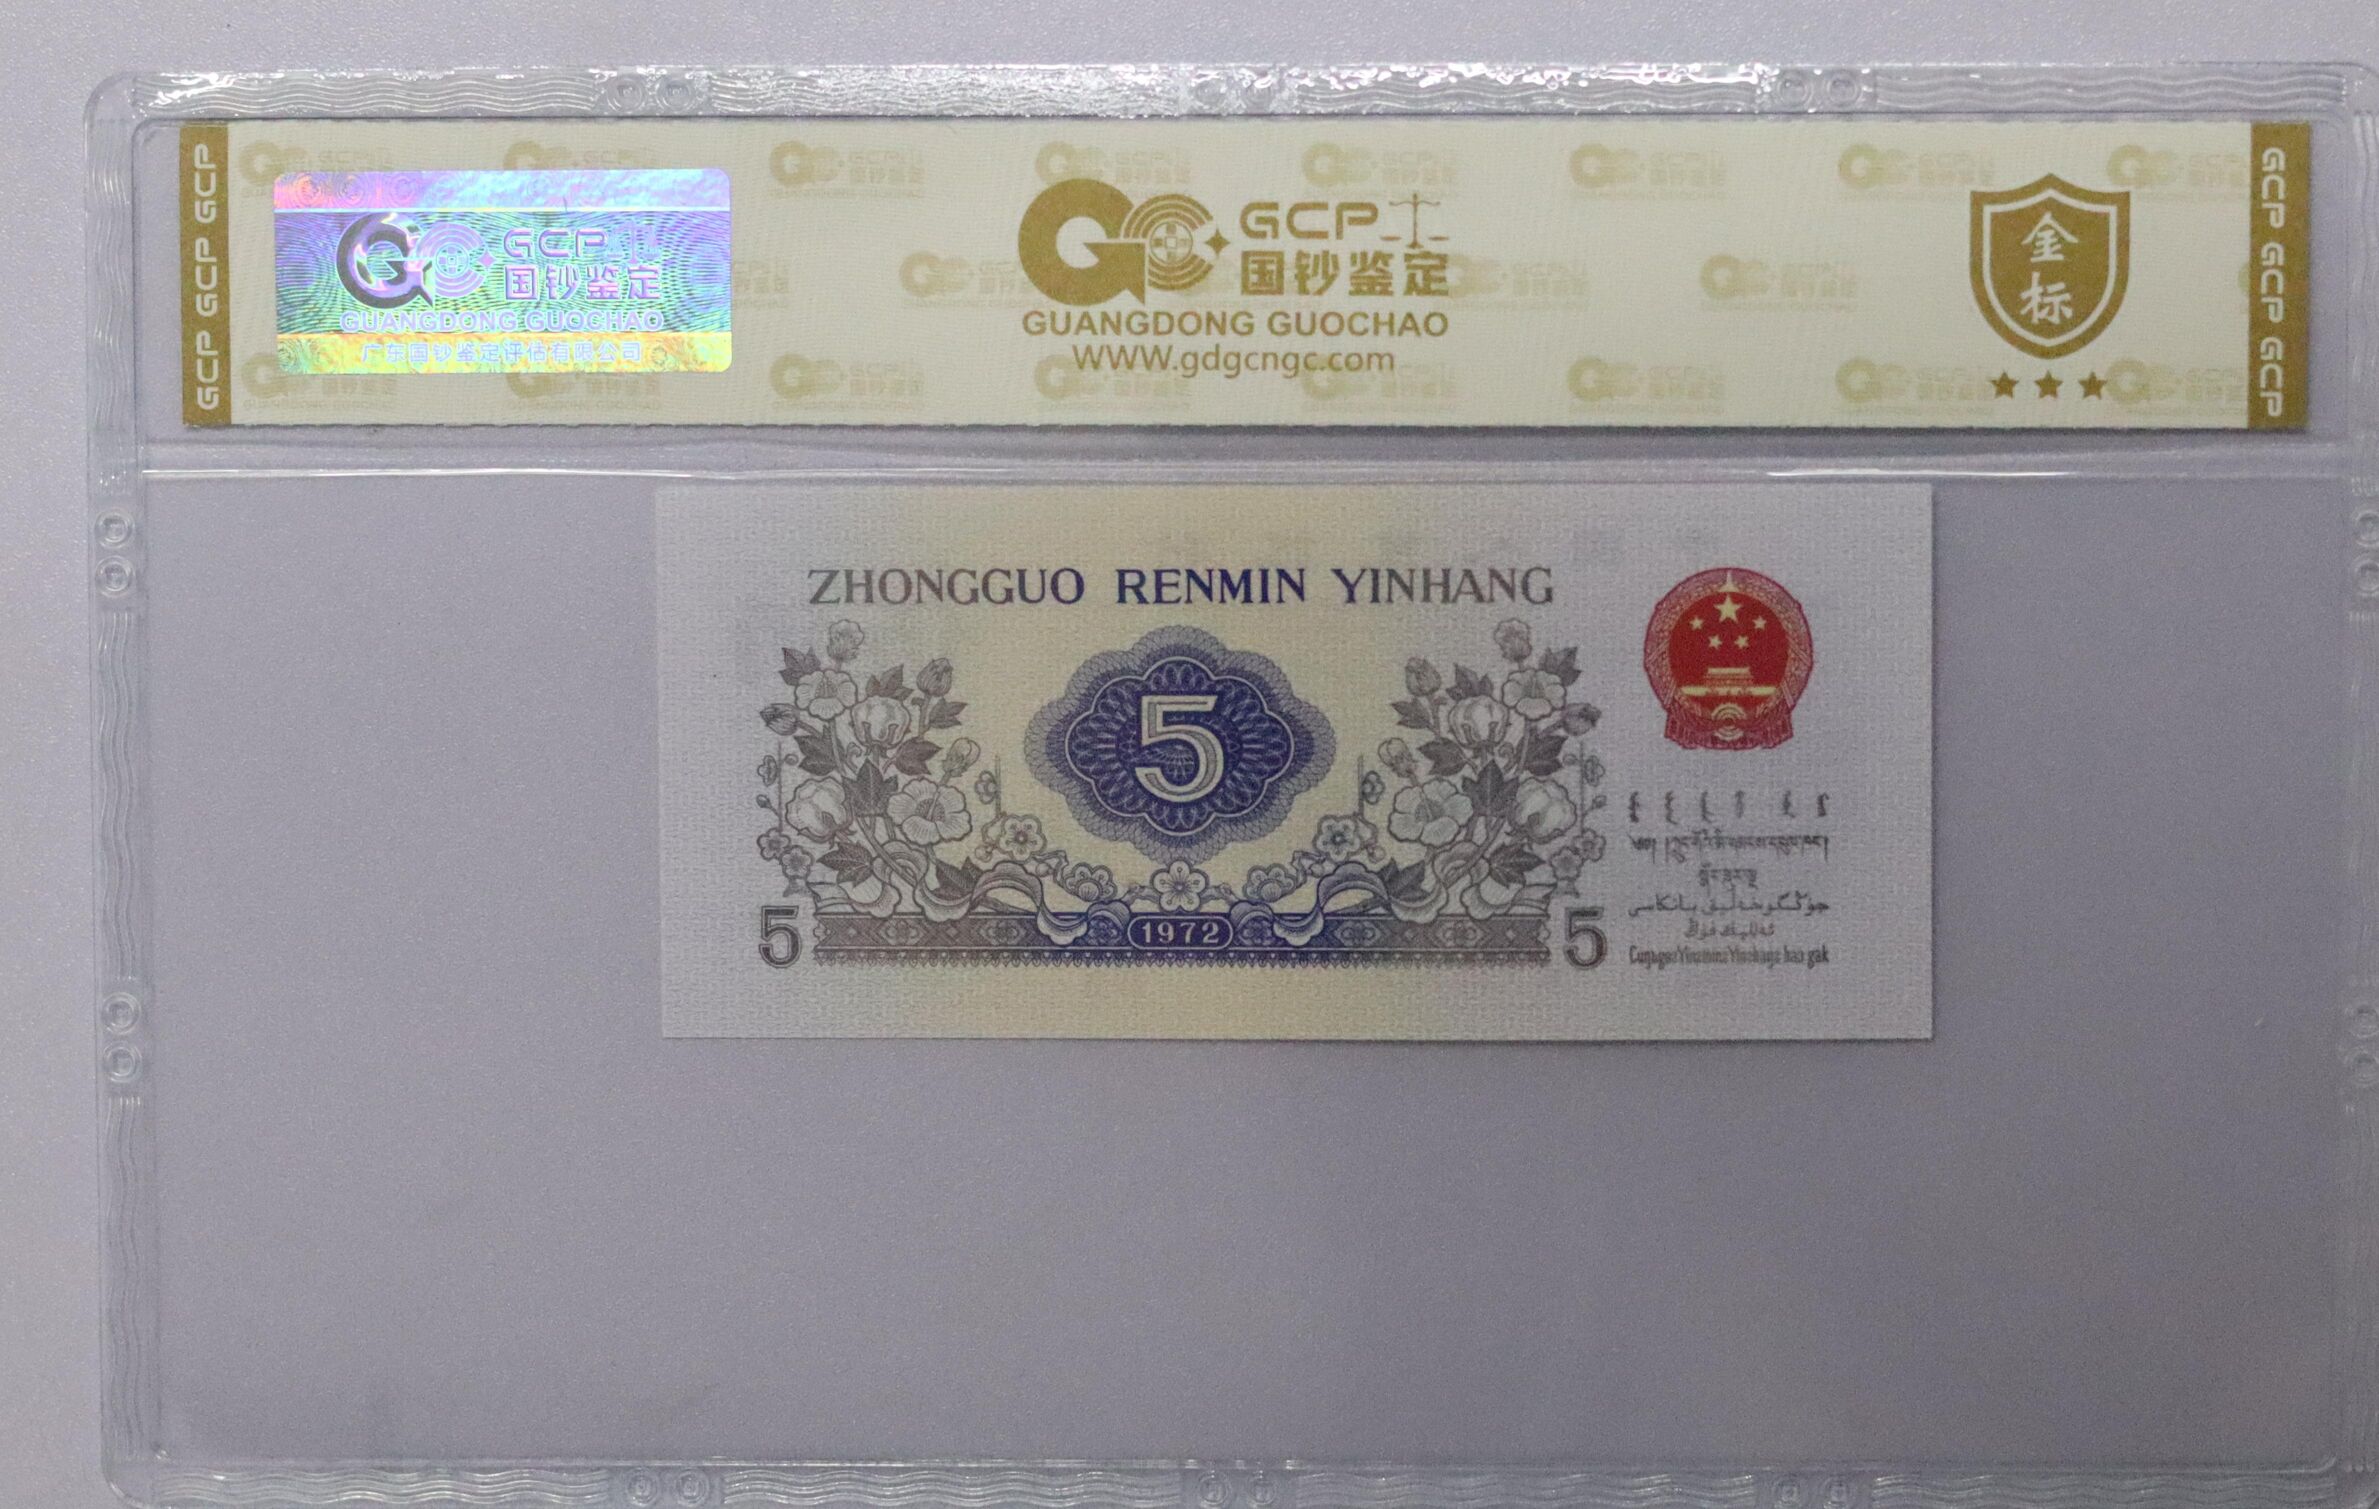 GCP GCP GCP
GCP
国钞鉴定
GUANGDONG GUOCHAO
广东国钞鉴定评估有限公司
GCP
国钞鉴定
GUANGDONG GUOCHAO
WWW.gdgcngc.com
金
标
GCP GCP GCP
ZHONGGUO RENMIN YINHANG
5
1972
5
5